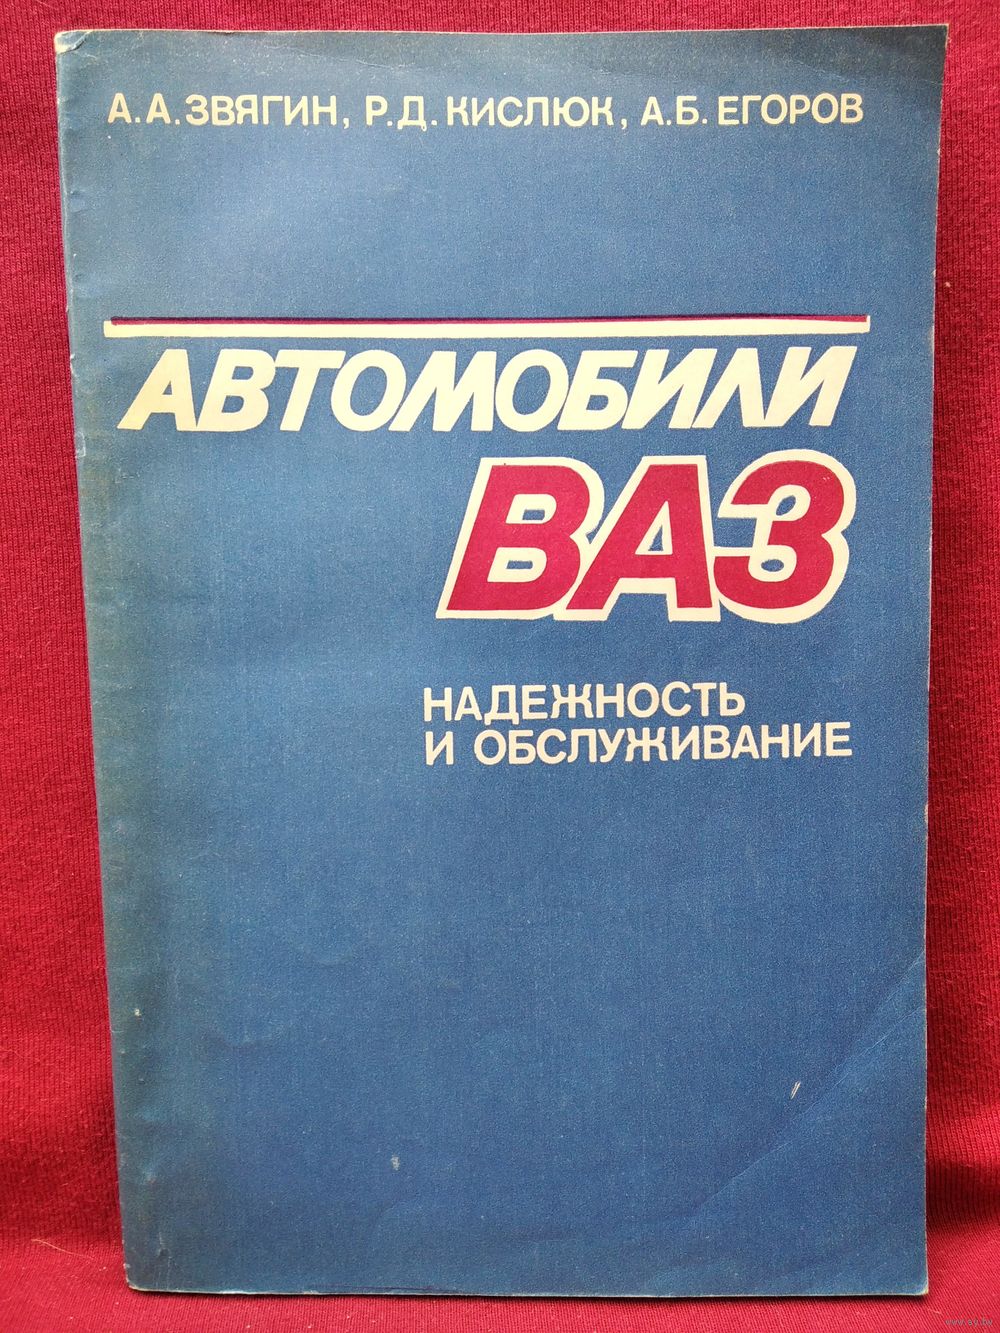 А.А.ЗВЯГИН, Р.Д.КИСЛЮК, А.Б.ЕГОРОВ
АВТОМОБИЛИ
ВАЗ
НАДЕЖНОСТЬ
И ОБСЛУЖИВАНИЕ